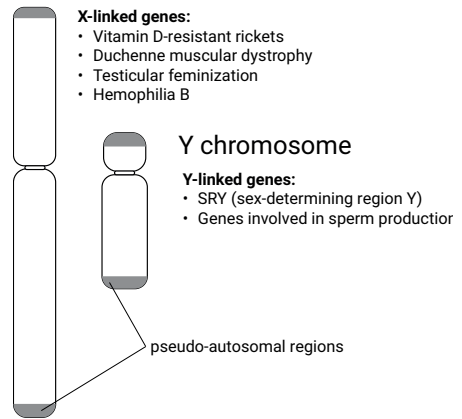 X-linked genes:
• Vitamin D-resistant rickets
• Duchenne muscular dystrophy
• Testicular feminization
• Hemophilia B
Y chromosome
Y-linked genes:
• SRY (sex-determining region Y)
• Genes involved in sperm production
pseudo-autosomal regions